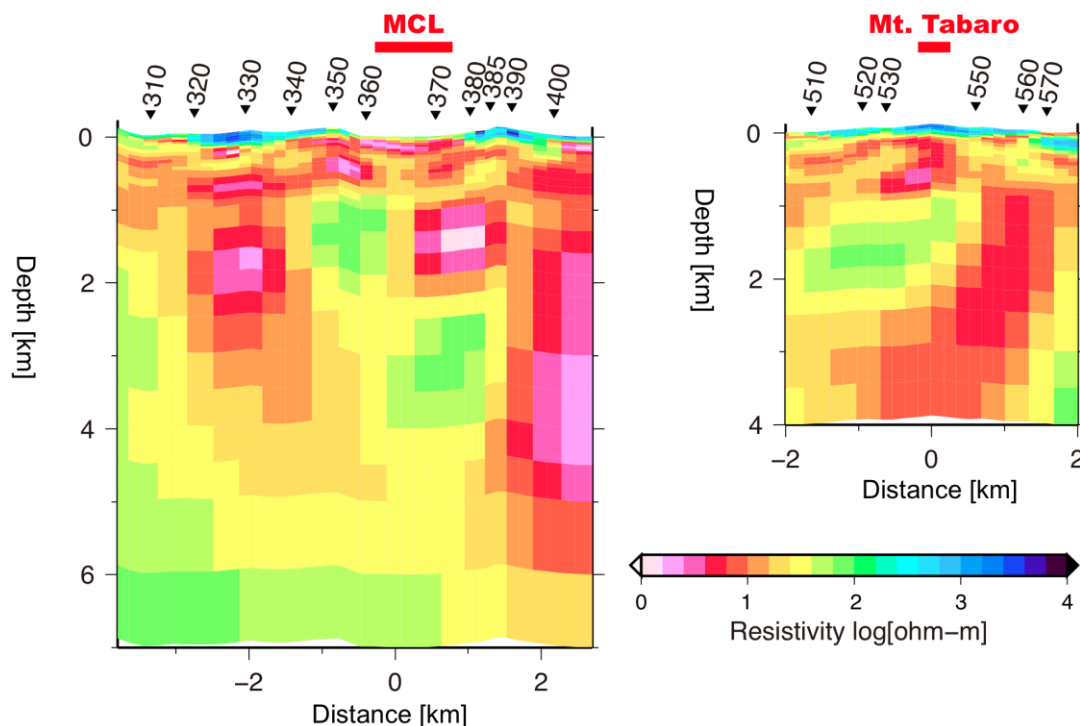 MCL
Mt. Tabaro
310 320 330 340 350 360 370 380 385 390 400
510 520 530 550 560 570
0
2
4
6
Depth [km]
−2 0 2
Distance [km]
0
2
4
Depth [km]
−2 0 2
Distance [km]
0 1 2 3 4
Resistivity log[ohm−m]